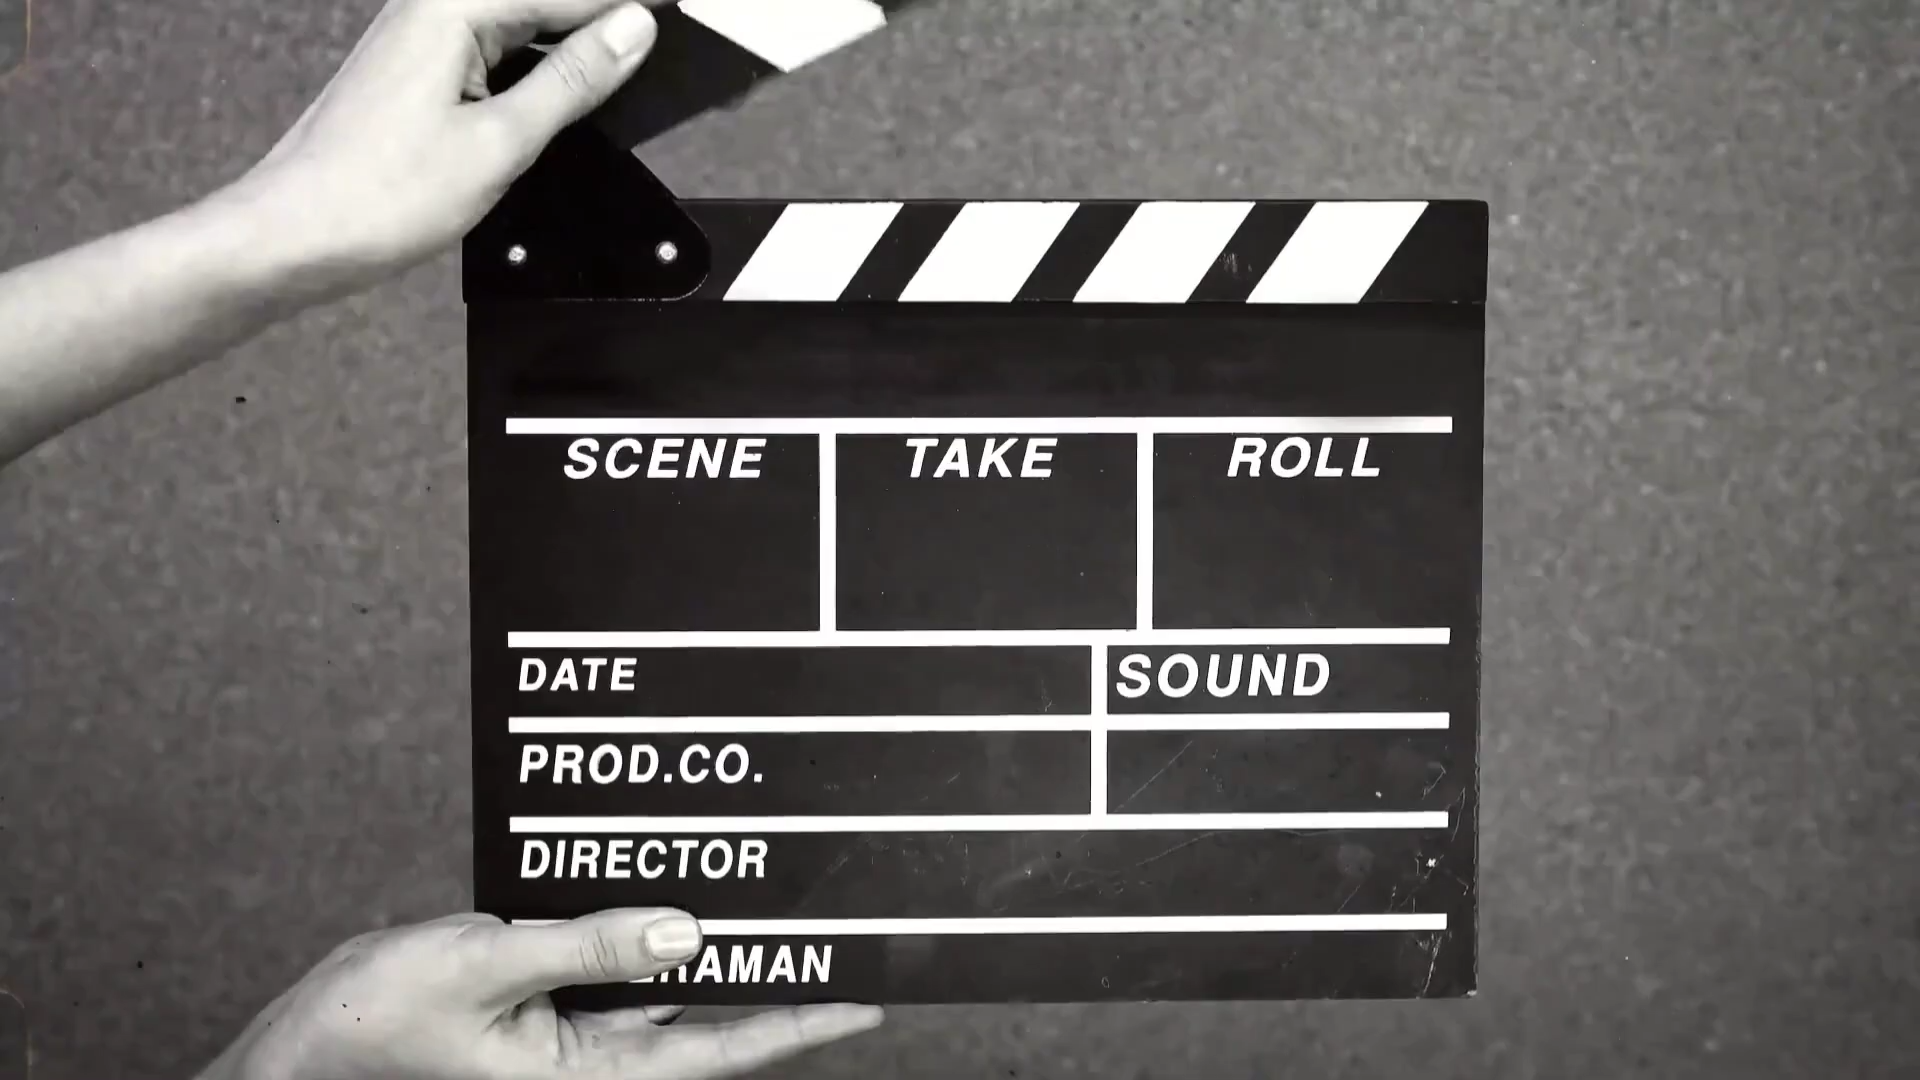 SCENE TAKE ROLL
DATE SOUND
PROD.CO.
DIRECTOR